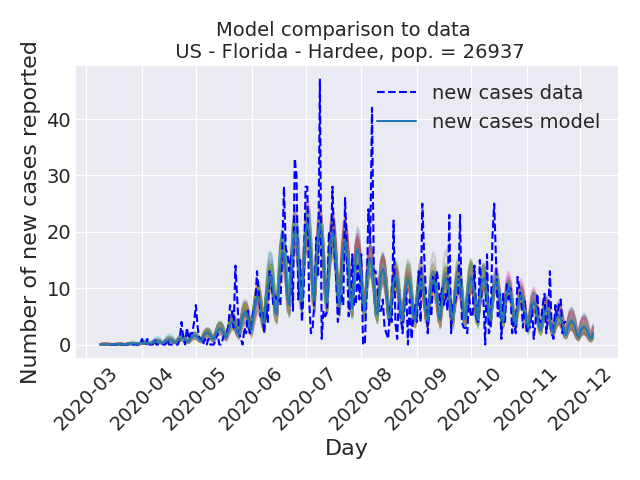 Model comparison to data
US - Florida - Hardee, pop. = 26937
Number of new cases reported
new cases data
new cases model
40
30
20
10
0
2020-03
2020-04
2020-05
2020-06
2020-07
2020-08
2020-09
2020-10
2020-11
2020-12
Day